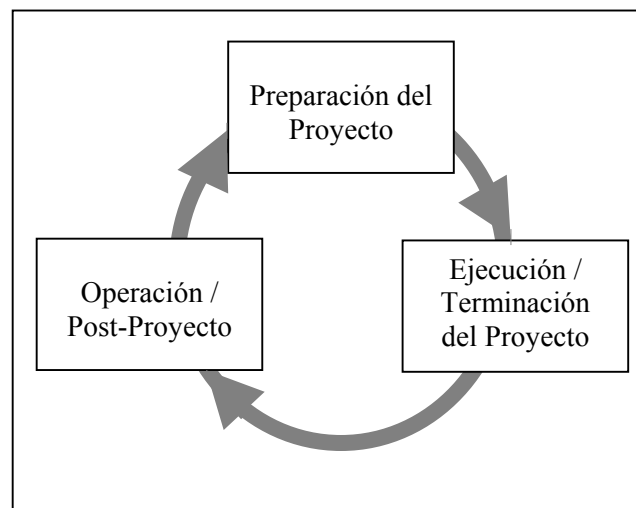 Preparación del
Proyecto
Ejecución /
Terminación
del Proyecto
Operación /
Post-Proyecto